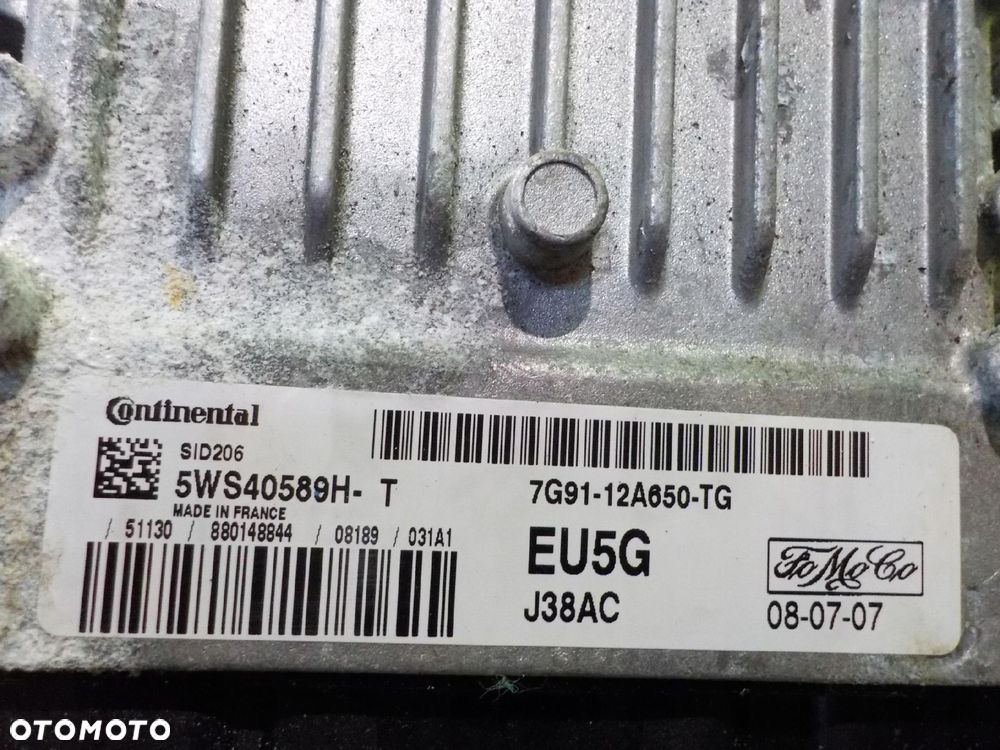 Continental
SID206
5WS40589H- T
MADE IN FRANCE
/ 51130 / 880148844 / 08189 / 031A1
7G91-12A650-TG
EU5G
J38AC
FoMoCo
08-07-07
OTOMOTO